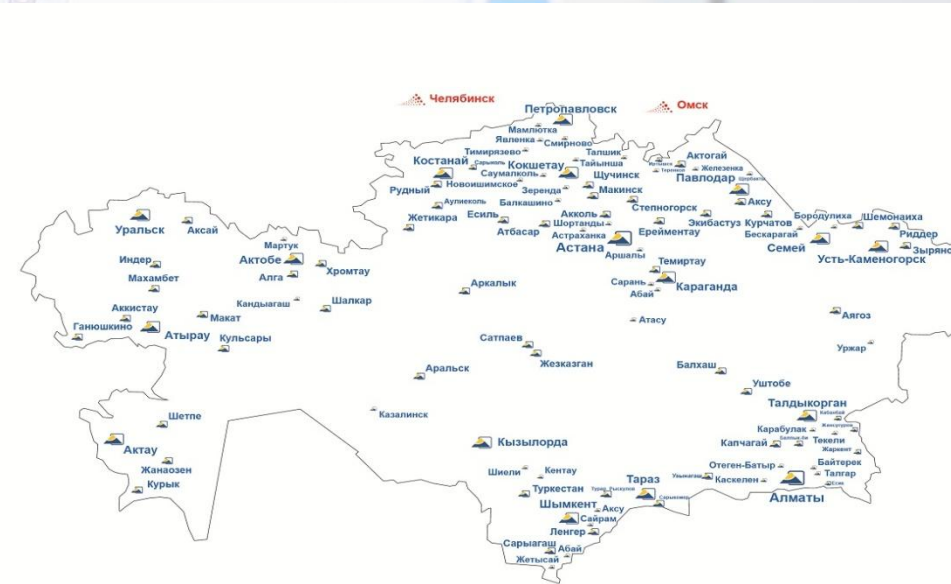 Челябинск
Омск
Петропавловск
Мамлютка
Явленка
Смирново
Тимирязево
Талшик
Костанай
Сарыколь
Кокшетау
Тайынша
Актогай
Железенка
Саумалколь
Щучинск
Павлодар
Рудный
Новоишимское
Зеренда
Макинск
Аулиеколь
Балкашино
Аксу
Жетикара
Есиль
Акколь
Степногорск
Экибастуз
Курчатов
Бородулиха
Шемонаиха
Атбасар
Шортанды
Астраханка
Ерейментау
Бескарагай
Риддер
Астана
Семей
Зырянс
Аршалы
Усть-Каменогорск
Уральск
Аксай
Мартук
Индер
Актобе
Хромтау
Темиртау
Махамбет
Алга
Сарань
Караганда
Аркалык
Абай
Кандыагаш
Шалкар
Аккистау
Макат
Атасу
Аягоз
Ганюшкино
Атырау
Кульсары
Сатпаев
Уржар
Жезказган
Балхаш
Аральск
Уштобе
Талдыкорган
Казалинск
Шетпе
Карабулак
Актау
Кызылорда
Капчагай
Текели
Жаркент
Жанаозен
Шиели
Кентау
Отеген-Батыр
Байтерек
Курык
Тараз
Каскелен
Талгар
Туркестан
Алматы
Шымкент
Аксу
Сайрам
Ленгер
Сарыагаш
Абай
Жетысай